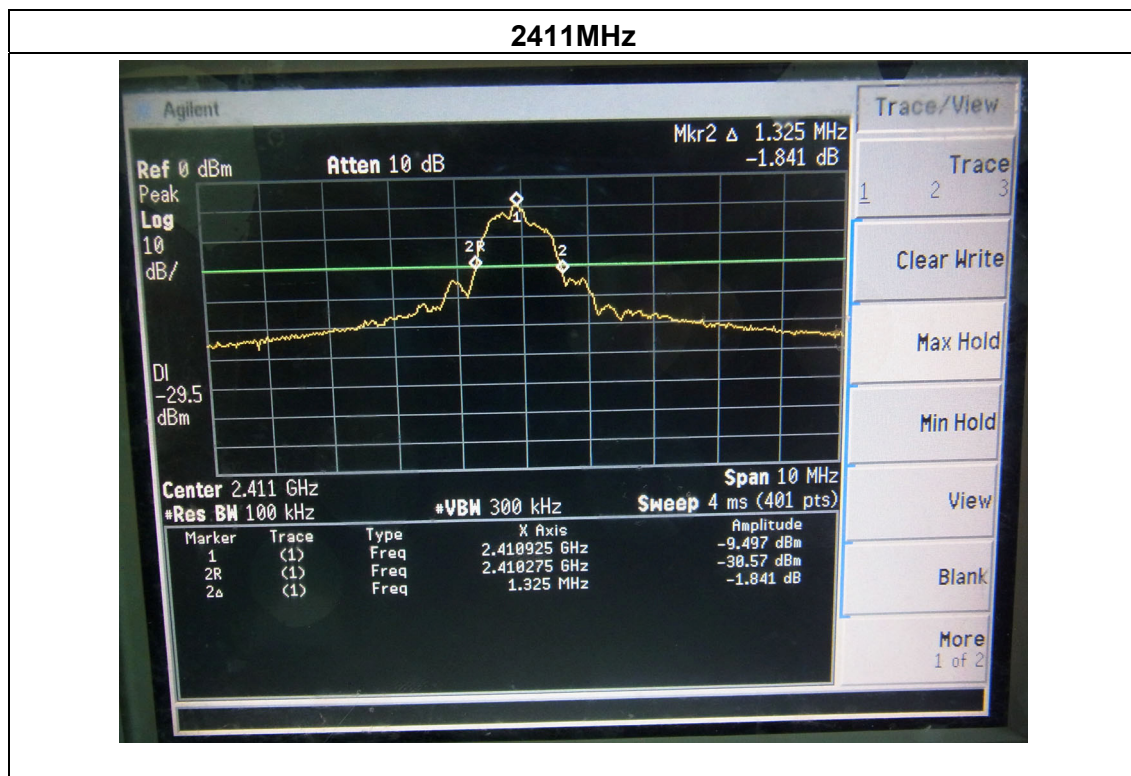 2411MHz
Agilent
Trace/View
Mkr2 Δ 1.325 MHz
-1.841 dB
Ref 0 dBm
Atten 10 dB
Peak
Log
10
dB/
1
2R
2
DI
-29.5
dBm
Center 2.411 GHz
Span 10 MHz
#Res BW 100 kHz
#VBW 300 kHz
Sweep 4 ms (401 pts)
Marker Trace Type X Axis Amplitude
1 (1) Freq 2.410925 GHz -9.497 dBm
2R (1) Freq 2.410275 GHz -30.57 dBm
2Δ (1) Freq 1.325 MHz -1.841 dB
Trace
1 2 3
Clear Write
Max Hold
Min Hold
View
Blank
More
1 of 2